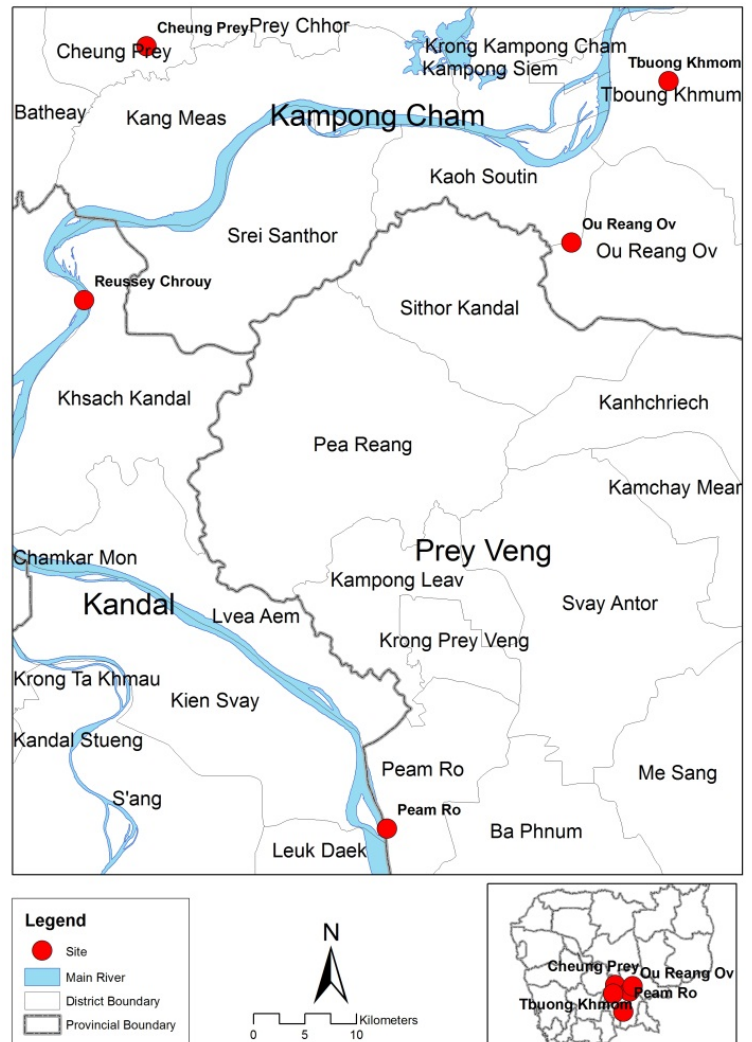 Cheung Prey
Prey Chhor
Cheung Prey
Krong Kampong Cham
Kampong Siem
Tbuong Khmom
Tboung Khmum
Batheay
Kang Meas
Kampong Cham
Kaoh Soutin
Srei Santhor
Ou Reang Ov
Ou Reang Ov
Reussey Chrouy
Sithor Kandal
Khsach Kandal
Kanhchriech
Pea Reang
Kamchay Mear
Chamkar Mon
Prey Veng
Kampong Leav
Kandal
Lvea Aem
Svay Antor
Krong Prey Veng
Krong Ta Khmau
Kien Svay
Kandal Stueng
Peam Ro
Me Sang
S'ang
Peam Ro
Ba Phnum
Leuk Daek
Legend
Site
Main River
District Boundary
Provincial Boundary
N
Kilometers
0 5 10
Cheung Prey
Ou Reang Ov
Peam Ro
Tbuong Khmom